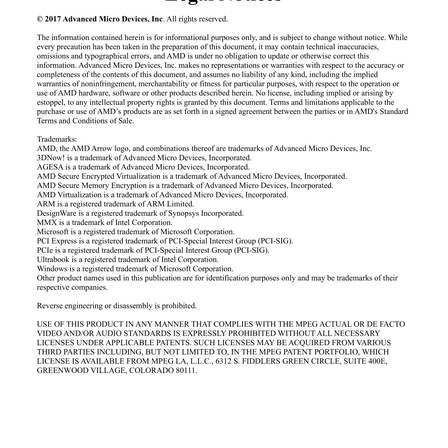 Legal Notices
© 2017 Advanced Micro Devices, Inc. All rights reserved.
The information contained herein is for informational purposes only, and is subject to change without notice. While
every precaution has been taken in the preparation of this document, it may contain technical inaccuracies,
omissions and typographical errors, and AMD is under no obligation to update or otherwise correct this
information. Advanced Micro Devices, Inc. makes no representations or warranties with respect to the accuracy or
completeness of the contents of this document, and assumes no liability of any kind, including the implied
warranties of noninfringement, merchantability or fitness for particular purposes, with respect to the operation or
use of AMD hardware, software or other products described herein. No license, including implied or arising by
estoppel, to any intellectual property rights is granted by this document. Terms and limitations applicable to the
purchase or use of AMD's products are as set forth in a signed agreement between the parties or in AMD's Standard
Terms and Conditions of Sale.
Trademarks:
AMD, the AMD Arrow logo, and combinations thereof are trademarks of Advanced Micro Devices, Inc.
3DNow! is a trademark of Advanced Micro Devices, Incorporated.
AGESA is a trademark of Advanced Micro Devices, Incorporated.
AMD Secure Encrypted Virtualization is a trademark of Advanced Micro Devices, Incorporated.
AMD Secure Memory Encryption is a trademark of Advanced Micro Devices, Incorporated.
AMD Virtualization is a trademark of Advanced Micro Devices, Incorporated.
ARM is a registered trademark of ARM Limited.
DesignWare is a registered trademark of Synopsys Incorporated.
MMX is a trademark of Intel Corporation.
Microsoft is a registered trademark of Microsoft Corporation.
PCI Express is a registered trademark of PCI-Special Interest Group (PCI-SIG).
PCIe is a registered trademark of PCI-Special Interest Group (PCI-SIG).
Ultrabook is a registered trademark of Intel Corporation.
Windows is a registered trademark of Microsoft Corporation.
Other product names used in this publication are for identification purposes only and may be trademarks of their
respective companies.
Reverse engineering or disassembly is prohibited.
USE OF THIS PRODUCT IN ANY MANNER THAT COMPLIES WITH THE MPEG ACTUAL OR DE FACTO
VIDEO AND/OR AUDIO STANDARDS IS EXPRESSLY PROHIBITED WITHOUT ALL NECESSARY
LICENSES UNDER APPLICABLE PATENTS. SUCH LICENSES MAY BE ACQUIRED FROM VARIOUS
THIRD PARTIES INCLUDING, BUT NOT LIMITED TO, IN THE MPEG PATENT PORTFOLIO, WHICH
LICENSE IS AVAILABLE FROM MPEG LA, L.L.C., 6312 S. FIDDLERS GREEN CIRCLE, SUITE 400E,
GREENWOOD VILLAGE, COLORADO 80111.